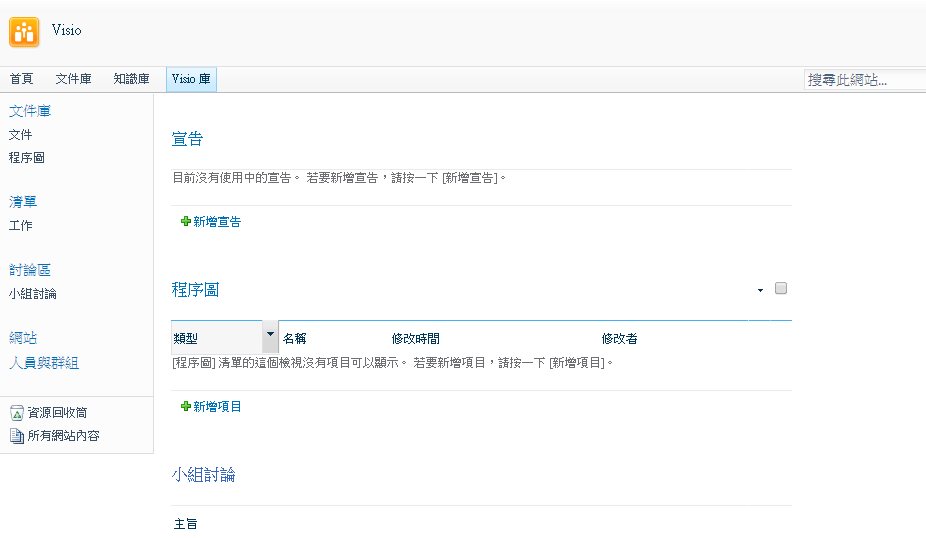 Visio
首頁 文件庫 知識庫 Visio 庫 搜尋此網站...
文件庫
文件
程序圖
清單
工作
討論區
小組討論
網站
人員與群組
資源回收筒
所有網站內容
宣告
目前沒有使用中的宣告。 若要新增宣告，請按一下 [新增宣告]。
新增宣告
程序圖
類型 名稱 修改時間 修改者
[程序圖] 清單的這個檢視沒有項目可以顯示。 若要新增項目，請按一下 [新增項目]。
新增項目
小組討論
主旨